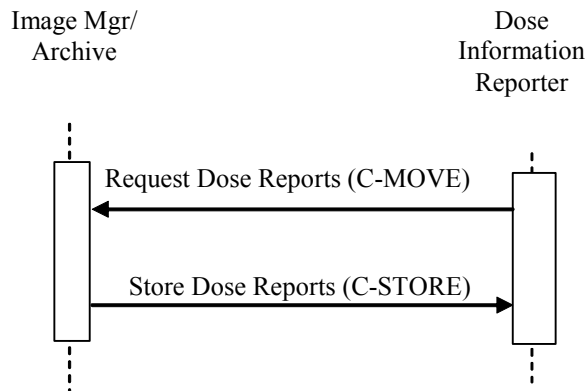 Image Mgr/
Archive
Dose
Information
Reporter
Request Dose Reports (C-MOVE)
Store Dose Reports (C-STORE)